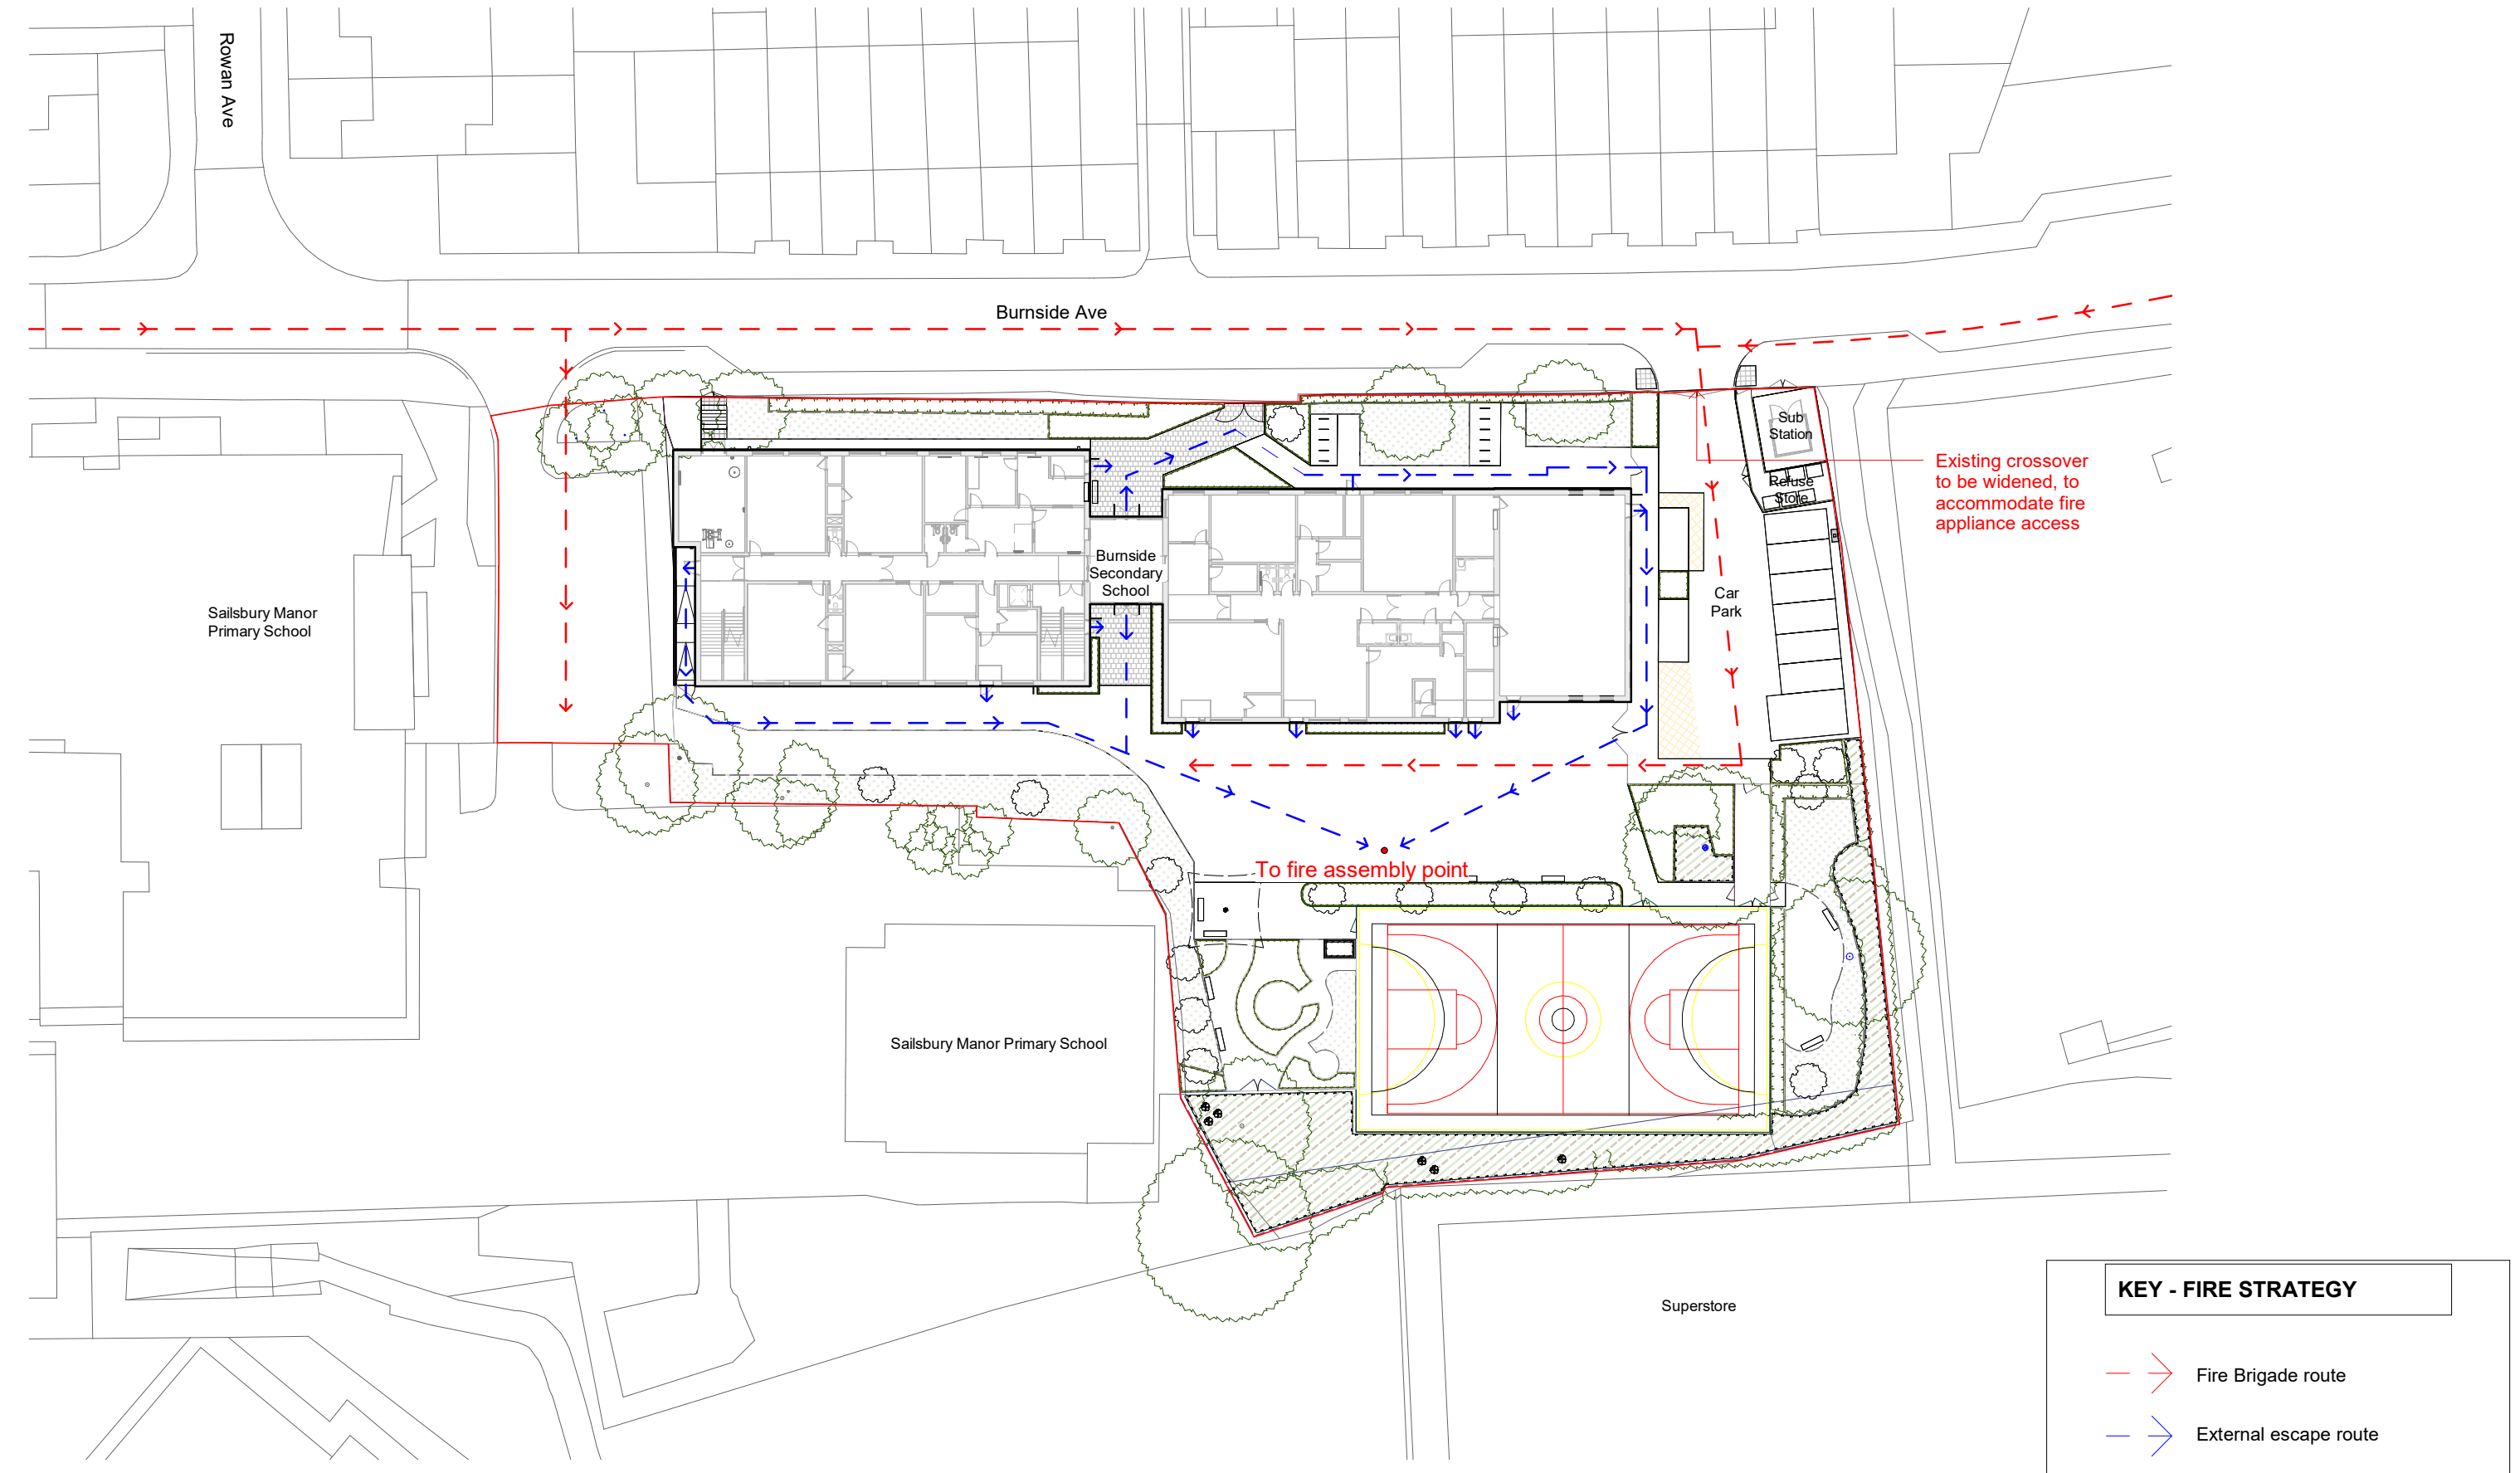 Rowan Ave
Burnside Ave
Sub
Station
Refuse
Store
Existing crossover
to be widened, to
accommodate fire
appliance access
Burnside
Secondary
School
Car
Park
Sailsbury Manor
Primary School
To fire assembly point
Sailsbury Manor Primary School
Superstore
KEY - FIRE STRATEGY
Fire Brigade route
External escape route